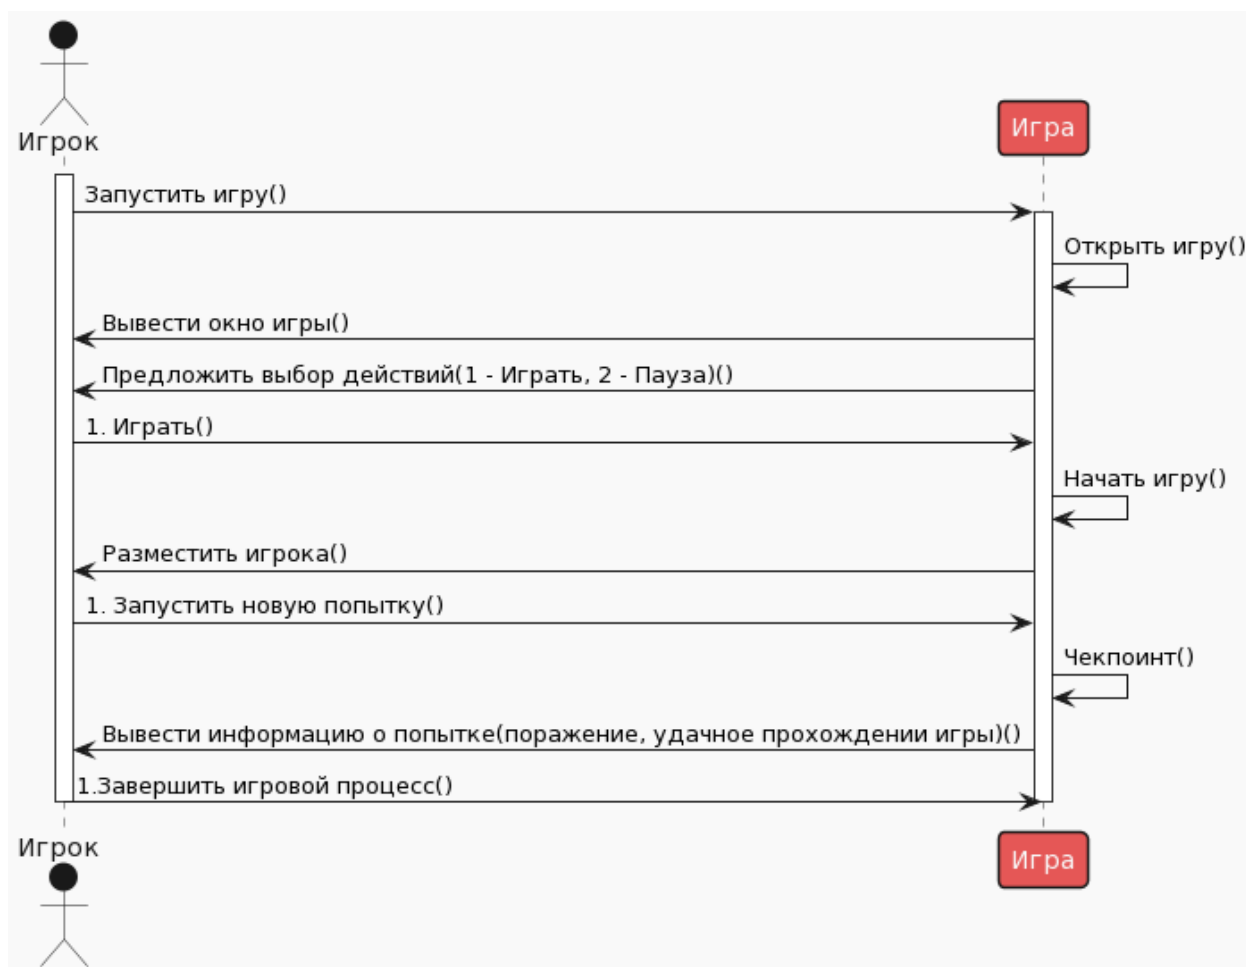 Игрок
Игра
Запустить игру()
Открыть игру()
Вывести окно игры()
Предложить выбор действий(1 - Играть, 2 - Пауза)()
1. Играть()
Начать игру()
Разместить игрока()
1. Запустить новую попытку()
Чекпоинт()
Вывести информацию о попытке(поражение, удачное прохождении игры)()
1.Завершить игровой процесс()
Игрок
Игра